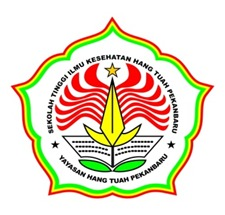 SEKOLAH TINGGI ILMU KESEHATAN HANG TUAH PEKANBARU
YAYASAN HANG TUAH PEKANBARU